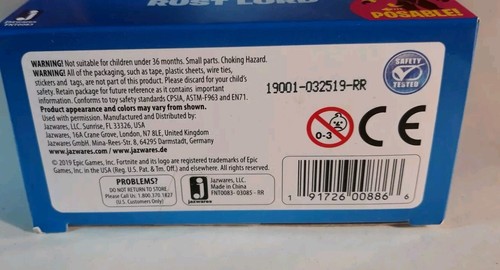 RUST LORD
POSABLE!
J
jazwares
WARNING! Not suitable for children under 36 months. Small parts. Choking Hazard.
WARNING! All of the packaging, such as tape, plastic sheets, wire ties,
stickers and tags, are not part of this product. Please discard for your child's
safety. Retain package for future reference as it contains important
information. Conforms to safety standards CPSIA, ASTM-F963 and EN71.
Product appearance and colors may vary from shown.
Used with permission. Manufactured and Distributed by:
Jazwares, LLC. Sunrise, FL 33326, USA
Jazwares, 16A Crane Grove, London, N7 8LE, United Kingdom
Jazwares GmbH. Mina-Rees-Str. 8, 64295 Darmstadt, Germany
www.jazwares.com / www.jazwares.de
© 2019 Epic Games, Inc. Fortnite and its logo are registered trademarks of Epic
Games, Inc. in the USA (Reg. U.S. Pat. & Tm. Off.) and elsewhere. All rights reserved.
PROBLEMS?
DO NOT RETURN TO STORE.
Please Call Us: 1.800.370.1827
(U.S. Customers Only)
J
jazwares
Jazwares, LLC.
Made in China
FNT0083- 03085 - RR
19001-032519-RR
SAFETY
TESTED
0-3
CE
1 91726 00886 6